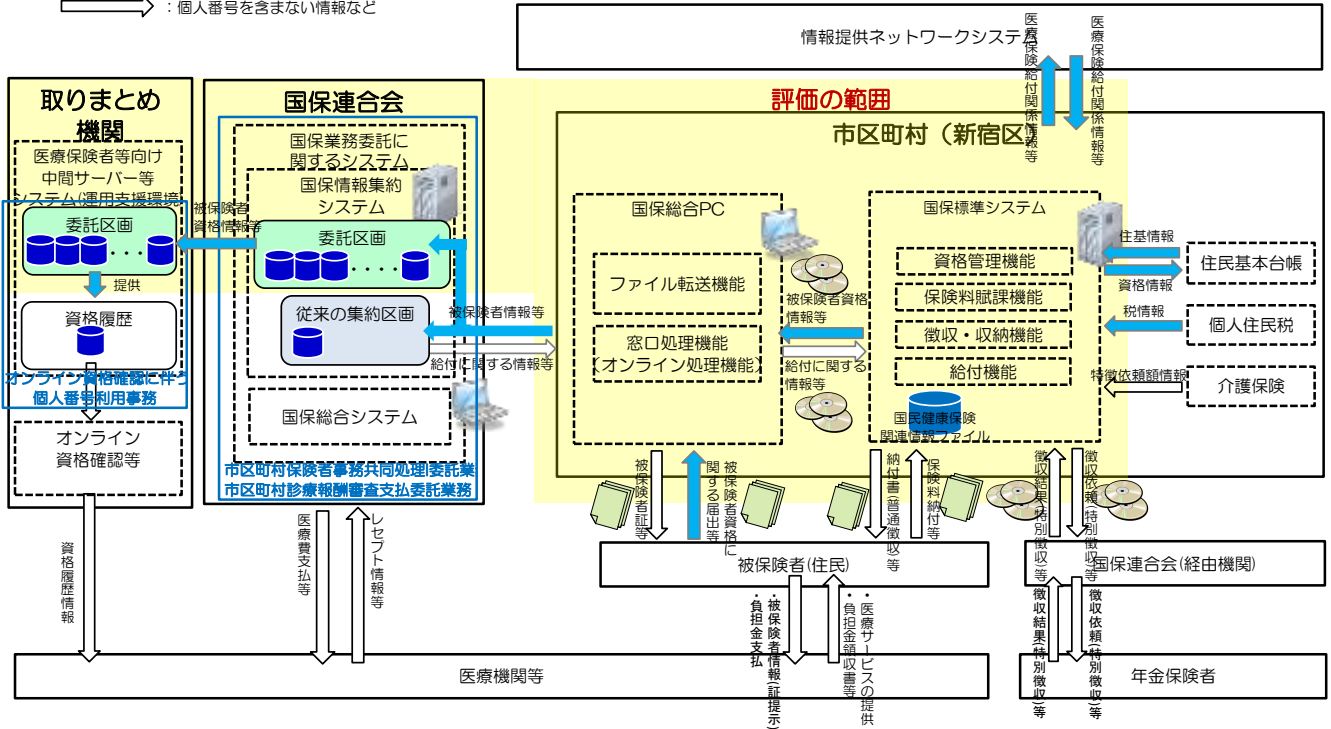 ：個人番号を含まない情報など
情報提供ネットワークシステム
医療保険給付関係情報等
医療保険給付関係情報等
取りまとめ
機関
医療保険者等向け
中間サーバー等
システム(運用支援環境)
委託区画
・・・
提供
資格履歴
オンライン資格確認に伴う
個人番号利用事務
オンライン
資格確認等
被保険者
資格情報等
国保連合会
国保業務委託に
関するシステム
国保情報集約
システム
委託区画
・・・・
従来の集約区画
国保総合システム
市区町村保険者事務共同処理委託業
市区町村診療報酬審査支払委託業務
被保険者情報等
給付に関する情報等
評価の範囲
市区町村（新宿区）
国保総合PC
ファイル転送機能
窓口処理機能
(オンライン処理機能)
被保険者資格
情報等
給付に関する
情報等
国保標準システム
資格管理機能
保険料賦課機能
徴収・収納機能
給付機能
国民健康保険
関連情報ファイル
住基情報
資格情報
税情報
特徴依頼額情報
住民基本台帳
個人住民税
介護保険
資格履歴情報
医療費支払等
レセプト情報等
被保険者証等
被保険者資格に
関する届出等
納付書(普通徴収)等
保険料納付等
徴収結果(特別徴収)等
徴収依頼(特別徴収)等
被保険者(住民)
国保連合会(経由機関)
・被保険者情報(証提示)
・負担金支払
・医療サービスの提供
・負担金領収書等
徴収結果(特別徴収)等
徴収依頼(特別徴収)等
医療機関等
年金保険者